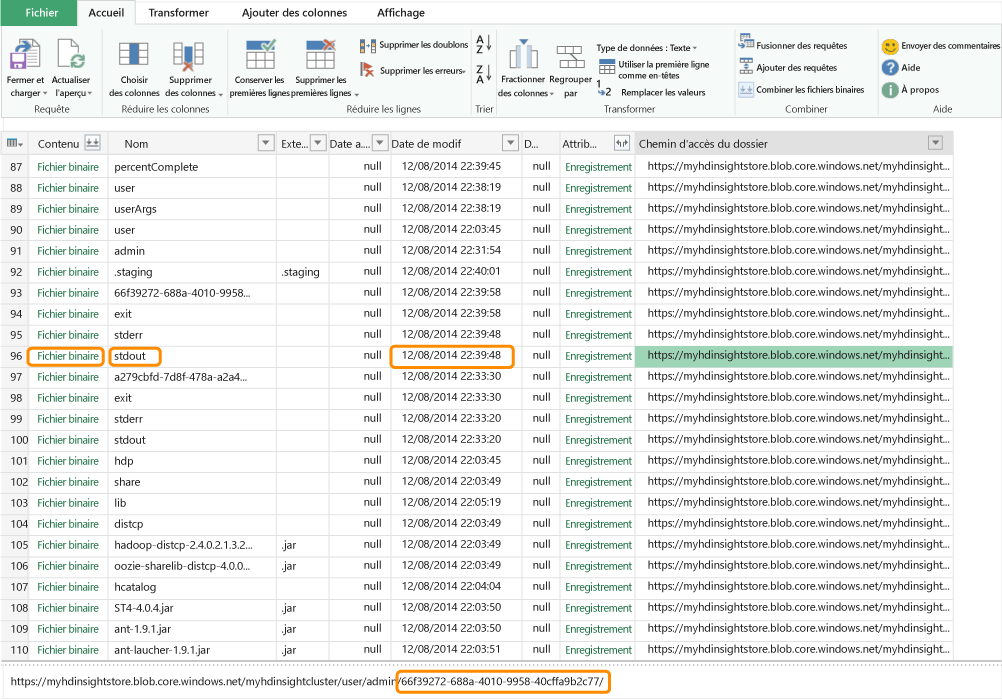 Fichier Accueil Transformer Ajouter des colonnes Affichage
Fermer et charger Actualiser l'aperçu
Requête
Choisir des colonnes Supprimer des colonnes
Réduire les colonnes
Conserver les premières lignes Supprimer les premières lignes
Supprimer les doublons
Supprimer les erreurs
Réduire les lignes
A Z
Z A
Trier
Fractionner des colonnes Regrouper par
Type de données : Texte
Utiliser la première ligne comme en-têtes
1 2 Remplacer les valeurs
Transformer
Fusionner des requêtes
Ajouter des requêtes
Combiner les fichiers binaires
Combiner
Envoyer des commentaires
Aide
À propos
Aide
Contenu Nom Exte... Date a... Date de modif D... Attrib... Chemin d'accès du dossier
87 Fichier binaire percentComplete null 12/08/2014 22:39:45 Enregistrement https://myhdinsightstore.blob.core.windows.net/myhdinsight...
88 Fichier binaire user null 12/08/2014 22:38:19 Enregistrement https://myhdinsightstore.blob.core.windows.net/myhdinsight...
89 Fichier binaire userArgs null 12/08/2014 22:38:19 Enregistrement https://myhdinsightstore.blob.core.windows.net/myhdinsight...
90 Fichier binaire user null 12/08/2014 22:03:45 Enregistrement https://myhdinsightstore.blob.core.windows.net/myhdinsight...
91 Fichier binaire admin null 12/08/2014 22:31:54 Enregistrement https://myhdinsightstore.blob.core.windows.net/myhdinsight...
92 Fichier binaire .staging .staging null 12/08/2014 22:40:01 Enregistrement https://myhdinsightstore.blob.core.windows.net/myhdinsight...
93 Fichier binaire 66f39272-688a-4010-9958... null 12/08/2014 22:39:58 Enregistrement https://myhdinsightstore.blob.core.windows.net/myhdinsight...
94 Fichier binaire exit null 12/08/2014 22:39:58 Enregistrement https://myhdinsightstore.blob.core.windows.net/myhdinsight...
95 Fichier binaire stderr null 12/08/2014 22:39:48 Enregistrement https://myhdinsightstore.blob.core.windows.net/myhdinsight...
96 Fichier binaire stdout null 12/08/2014 22:39:48 Enregistrement https://myhdinsightstore.blob.core.windows.net/myhdinsight...
97 Fichier binaire a279cbfd-7d8f-478a-a2a4... null 12/08/2014 22:33:30 Enregistrement https://myhdinsightstore.blob.core.windows.net/myhdinsight...
98 Fichier binaire exit null 12/08/2014 22:33:30 Enregistrement https://myhdinsightstore.blob.core.windows.net/myhdinsight...
99 Fichier binaire stderr null 12/08/2014 22:33:20 Enregistrement https://myhdinsightstore.blob.core.windows.net/myhdinsight...
100 Fichier binaire stdout null 12/08/2014 22:33:20 Enregistrement https://myhdinsightstore.blob.core.windows.net/myhdinsight...
101 Fichier binaire hdp null 12/08/2014 22:03:45 Enregistrement https://myhdinsightstore.blob.core.windows.net/myhdinsight...
102 Fichier binaire share null 12/08/2014 22:03:49 Enregistrement https://myhdinsightstore.blob.core.windows.net/myhdinsight...
103 Fichier binaire lib null 12/08/2014 22:05:19 Enregistrement https://myhdinsightstore.blob.core.windows.net/myhdinsight...
104 Fichier binaire distcp null 12/08/2014 22:03:49 Enregistrement https://myhdinsightstore.blob.core.windows.net/myhdinsight...
105 Fichier binaire hadoop-distcp-2.4.0.2.1.3.2... .jar null 12/08/2014 22:03:49 Enregistrement https://myhdinsightstore.blob.core.windows.net/myhdinsight...
106 Fichier binaire oozie-sharelib-distcp-4.0.0... .jar null 12/08/2014 22:03:49 Enregistrement https://myhdinsightstore.blob.core.windows.net/myhdinsight...
107 Fichier binaire hcatalog null 12/08/2014 22:04:04 Enregistrement https://myhdinsightstore.blob.core.windows.net/myhdinsight...
108 Fichier binaire ST4-4.0.4.jar .jar null 12/08/2014 22:03:50 Enregistrement https://myhdinsightstore.blob.core.windows.net/myhdinsight...
109 Fichier binaire ant-1.9.1.jar .jar null 12/08/2014 22:03:50 Enregistrement https://myhdinsightstore.blob.core.windows.net/myhdinsight...
110 Fichier binaire ant-laucher-1.9.1.jar .jar null 12/08/2014 22:03:51 Enregistrement https://myhdinsightstore.blob.core.windows.net/myhdinsight...
https://myhdinsightstore.blob.core.windows.net/myhdinsightcluster/user/admin/66f39272-688a-4010-9958-40cffa9b2c77/